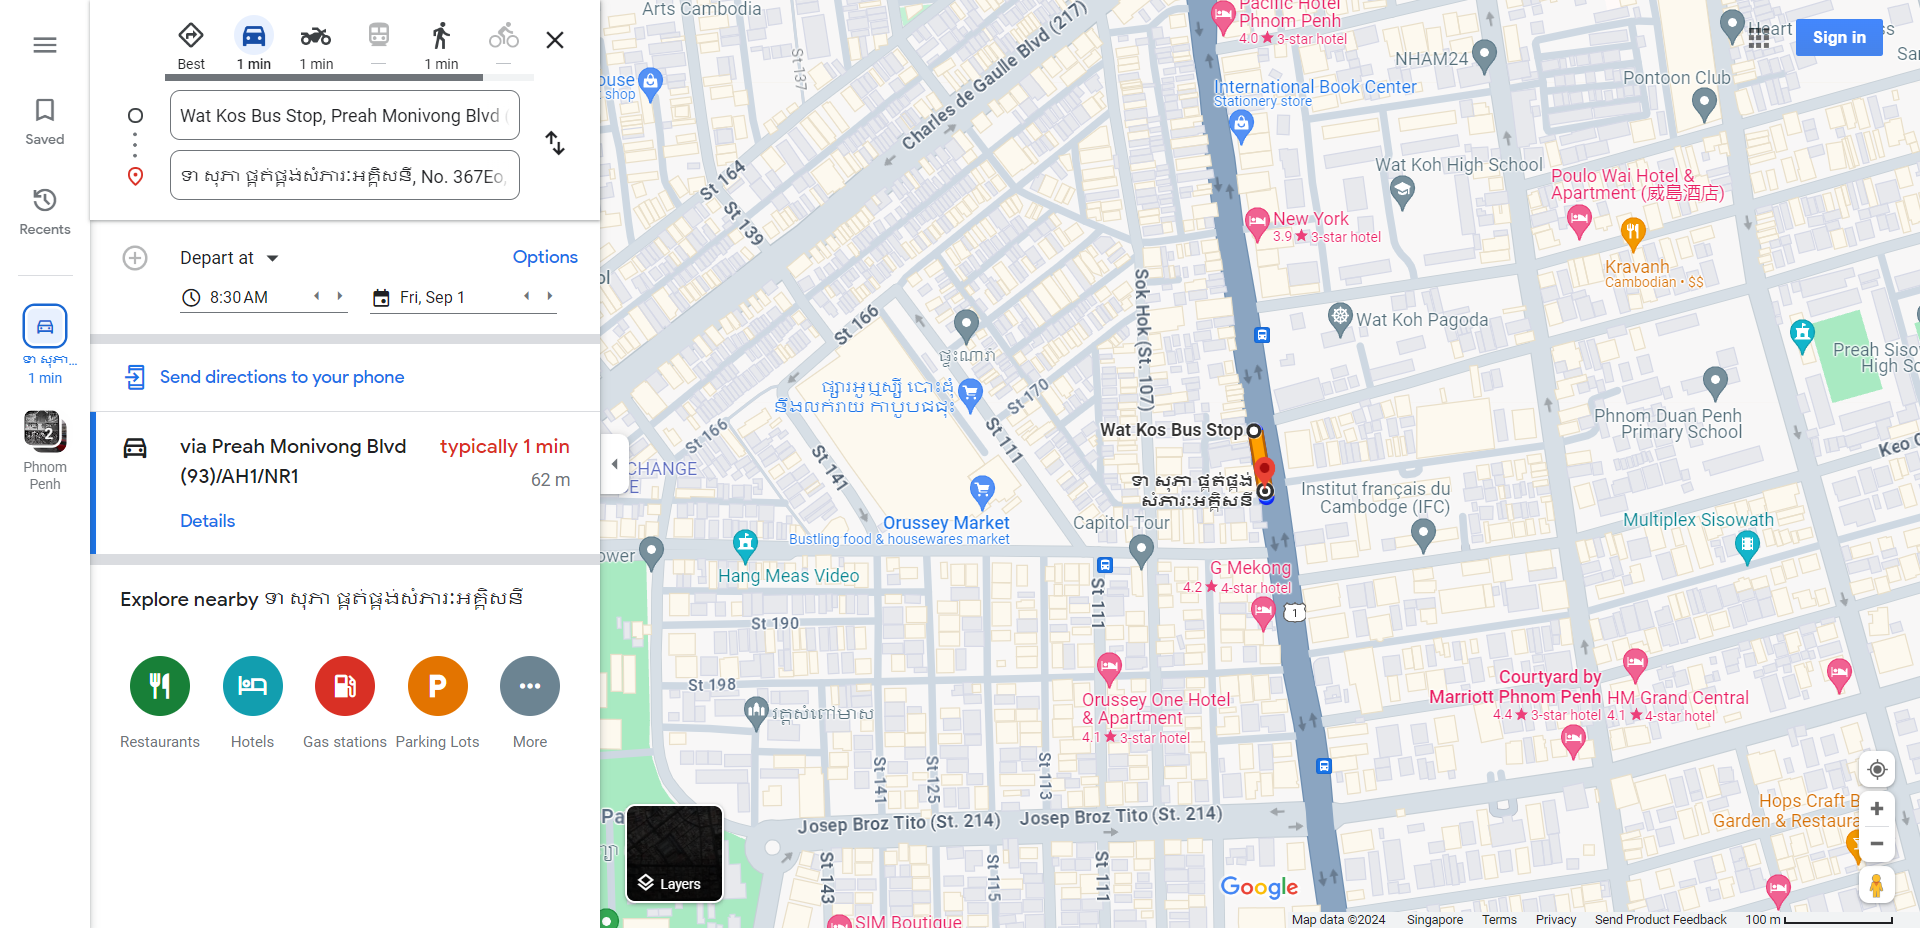 Saved
Recents
ទា សុភា...
1 min
2
Phnom
Penh
Best
1 min
1 min
1 min
Wat Kos Bus Stop, Preah Monivong Blvd
ទា សុភា ផ្គត់ផ្គង់សំភារៈអគ្គិសនី, No. 367Eo,
Depart at
Options
8:30 AM
Fri, Sep 1
Send directions to your phone
via Preah Monivong Blvd
(93)/AH1/NR1
typically 1 min
62 m
Details
Explore nearby ទា សុភា ផ្គត់ផ្គង់សំភារៈអគ្គិសនី
Restaurants
Hotels
Gas stations
P
Parking Lots
More
Arts Cambodia
Pacific Hotel
Phnom Penh
4.0★3-star hotel
Charles de Gaulle Blvd (217)
St 137
NHAM24
Heart
Sign in
Pontoon Club
ouse
shop
International Book Center
Stationery store
St 164
St 139
Wat Koh High School
Poulo Wai Hotel &
Apartment (威島酒店)
New York
3.9★3-star hotel
Kravanh
Cambodian • $$
Sok Hok (St. 107)
St 166
Wat Koh Pagoda
ផ្ទះណារ៉ា
Preah Siso
High Sc
ផ្សារអូឬស្សី បោះដុំ
និងលក់រាយ កាបូបជជុះ
St 170
Phnom Duan Penh
Primary School
St 166
St 111
Wat Kos Bus Stop
Keo
CHANGE
E
St 141
ទា សុភា ផ្គត់ផ្គង់
សំភារៈអគ្គិសនី
Institut français du
Cambodge (IFC)
Orussey Market
Bustling food & housewares market
Capitol Tour
Multiplex Sisowath
ower
Hang Meas Video
St 111
G Mekong
4.2★4-star hotel
1
St 190
St 198
វត្តសំពៅមាស
Orussey One Hotel
& Apartment
4.1★3-star hotel
Courtyard by
Marriott Phnom Penh
4.4★3-star hotel
HM Grand Central
4.1★4-star hotel
St 141
St 125
St 113
Pa
Josep Broz Tito (St. 214)
Josep Broz Tito (St. 214)
Hops Craft B
Garden & Restaura
Layers
St 143
St 115
St 111
Google
SIM Boutique
Map data ©2024
Singapore
Terms
Privacy
Send Product Feedback
100 m